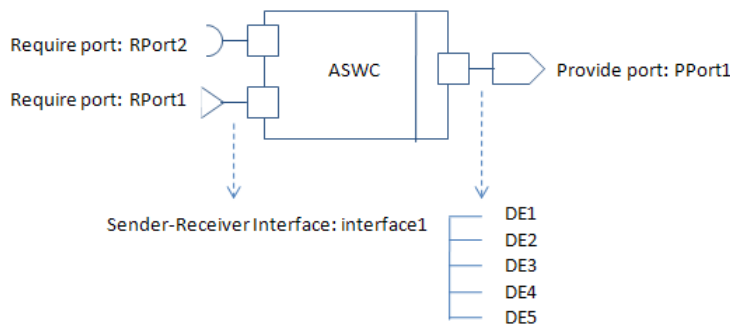 Require port: RPort2
ASWC
Provide port: PPort1
Require port: RPort1
Sender-Receiver Interface: interface1
DE1
DE2
DE3
DE4
DE5